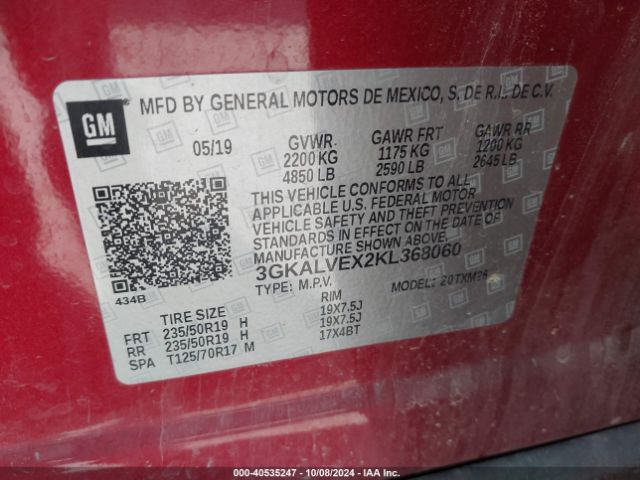 GM
MFD BY GENERAL MOTORS DE MEXICO, S. DE R.L. DE C.V.
05/19 GVWR GAWR FRT GAWR RR
2200 KG 1175 KG 1200 KG
4850 LB 2590 LB 2645 LB
THIS VEHICLE CONFORMS TO ALL
APPLICABLE U.S. FEDERAL MOTOR
VEHICLE SAFETY AND THEFT PREVENTION
STANDARDS IN EFFECT ON THE DATE OF
MANUFACTURE SHOWN ABOVE.
3GKALVEX2KL368060
TYPE: M.P.V. MODEL:
434B
TIRE SIZE RIM
FRT 235/50R19 H 19X7.5J
RR 235/50R19 H 19X7.5J
SPA T125/70R17 M 17X4BT
000-40535247 - 10/08/2024 - IAA Inc.